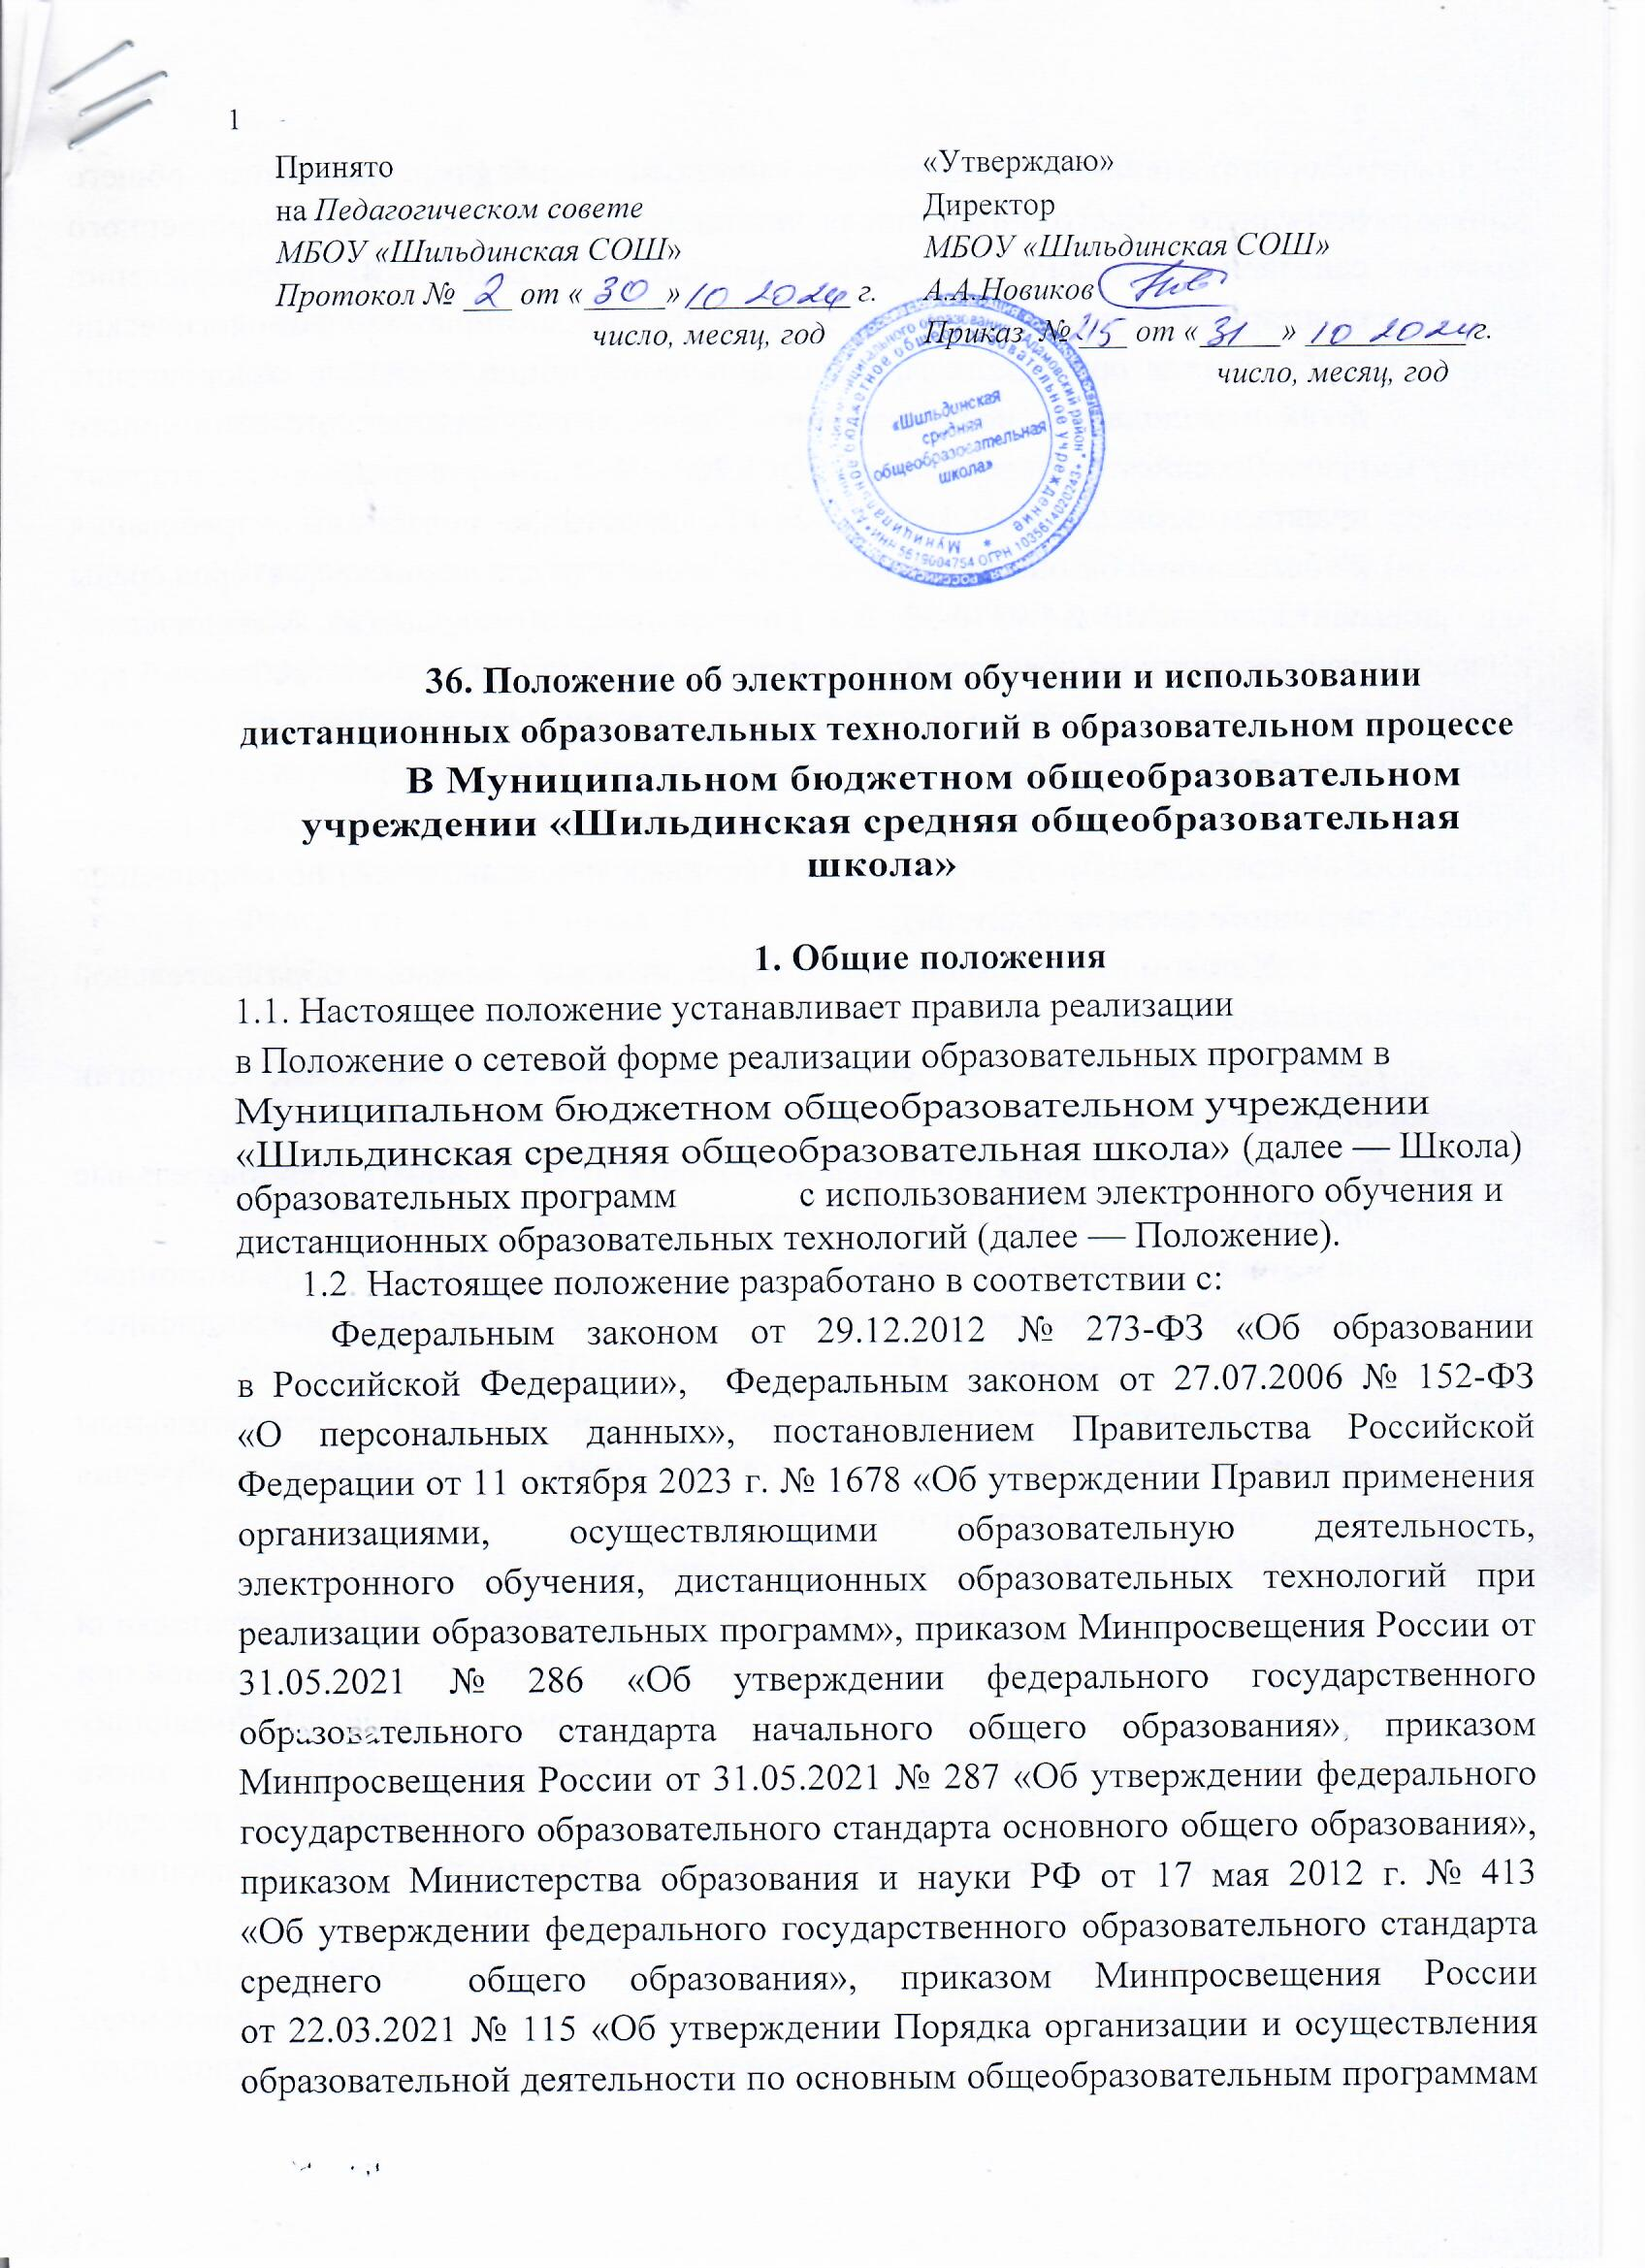 1
Принято
на Педагогическом совете
МБОУ «Шильдинская СОШ»
Протокол № 2 от «30» 10 2024 г.
число, месяц, год
«Утверждаю»
Директор
МБОУ «Шильдинская СОШ»
А.А.Новиков
Приказ № от «31» 10 2024 г.
число, месяц, год
«Шильдинская
средняя
общеобразовательная
школа»
36. Положение об электронном обучении и использовании
дистанционных образовательных технологий в образовательном процессе
В Муниципальном бюджетном общеобразовательном
учреждении «Шильдинская средняя общеобразовательная
школа»
1. Общие положения
1.1. Настоящее положение устанавливает правила реализации
в Положение о сетевой форме реализации образовательных программ в
Муниципальном бюджетном общеобразовательном учреждении
«Шильдинская средняя общеобразовательная школа» (далее — Школа)
образовательных программ с использованием электронного обучения и
дистанционных образовательных технологий (далее — Положение).
1.2. Настоящее положение разработано в соответствии с:
Федеральным законом от 29.12.2012 № 273-ФЗ «Об образовании
в Российской Федерации», Федеральным законом от 27.07.2006 № 152-ФЗ
«О персональных данных», постановлением Правительства Российской
Федерации от 11 октября 2023 г. № 1678 «Об утверждении Правил применения
организациями, осуществляющими образовательную деятельность,
электронного обучения, дистанционных образовательных технологий при
реализации образовательных программ», приказом Минпросвещения России от
31.05.2021 № 286 «Об утверждении федерального государственного
образовательного стандарта начального общего образования», приказом
Минпросвещения России от 31.05.2021 № 287 «Об утверждении федерального
государственного образовательного стандарта основного общего образования»,
приказом Министерства образования и науки РФ от 17 мая 2012 г. № 413
«Об утверждении федерального государственного образовательного стандарта
среднего общего образования», приказом Минпросвещения России
от 22.03.2021 № 115 «Об утверждении Порядка организации и осуществления
образовательной деятельности по основным общеобразовательным программам